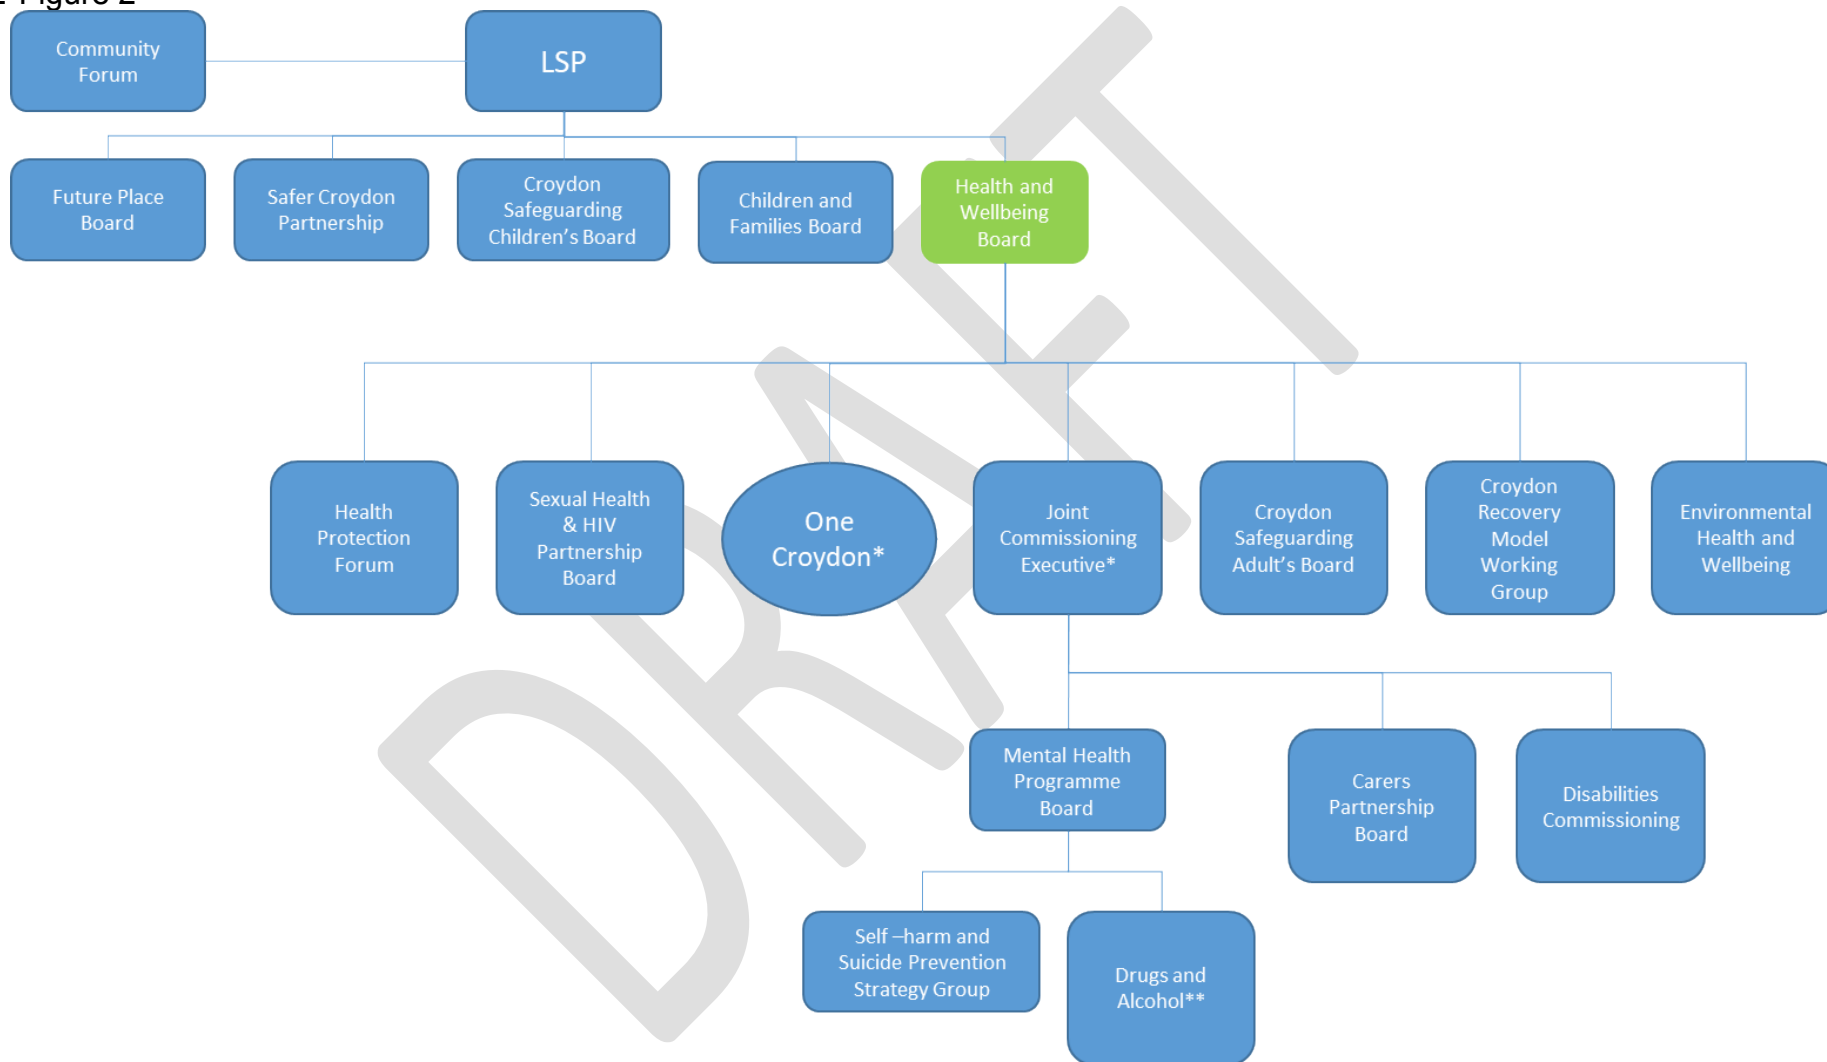 Figure 2
Community
Forum
LSP
Future Place
Board
Safer Croydon
Partnership
Croydon
Safeguarding
Children’s Board
Children and
Families Board
Health and
Wellbeing
Board
Health
Protection
Forum
Sexual Health
& HIV
Partnership
Board
One
Croydon*
Joint
Commissioning
Executive*
Croydon
Safeguarding
Adult’s Board
Croydon
Recovery
Model
Working
Group
Environmental
Health and
Wellbeing
Mental Health
Programme
Board
Carers
Partnership
Board
Disabilities
Commissioning
Self –harm and
Suicide Prevention
Strategy Group
Drugs and
Alcohol**
DRAFT